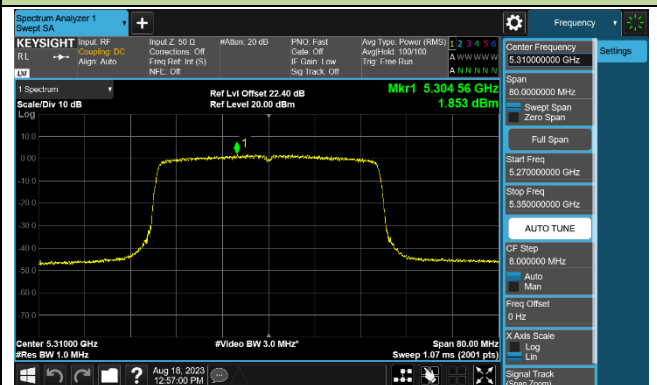 Spectrum Analyzer 1
Swept SA
Frequency
KEYSIGHT
RL
LXI
Input: RF
Coupling: DC
Align: Auto
Input Z: 50 Ω
Corrections: Off
Freq Ref: Int (S)
NFE: Off
#Atten: 20 dB
PNO: Fast
Gate: Off
IF Gain: Low
Sig Track: Off
Avg Type: Power (RMS)
Avg|Hold: 100/100
Trig: Free Run
1 2 3 4 5 6
A W W W W W
A N N N N N
1 Spectrum
Scale/Div 10 dB
Log
Ref Lvl Offset 22.40 dB
Ref Level 20.00 dBm
Mkr1 5.304 56 GHz
1.853 dBm
1
10.0
0.00
-10.0
-20.0
-30.0
-40.0
-50.0
-60.0
-70.0
Center 5.31000 GHz
#Res BW 1.0 MHz
#Video BW 3.0 MHz*
Span 80.00 MHz
Sweep 1.07 ms (2001 pts)
Aug 18, 2023
12:57:00 PM
Center Frequency
5.310000000 GHz
Settings
Span
80.0000000 MHz
Swept Span
Zero Span
Full Span
Start Freq
5.270000000 GHz
Stop Freq
5.350000000 GHz
AUTO TUNE
CF Step
8.000000 MHz
Auto
Man
Freq Offset
0 Hz
X Axis Scale
Log
Lin
Signal Track
(Span Zoom)